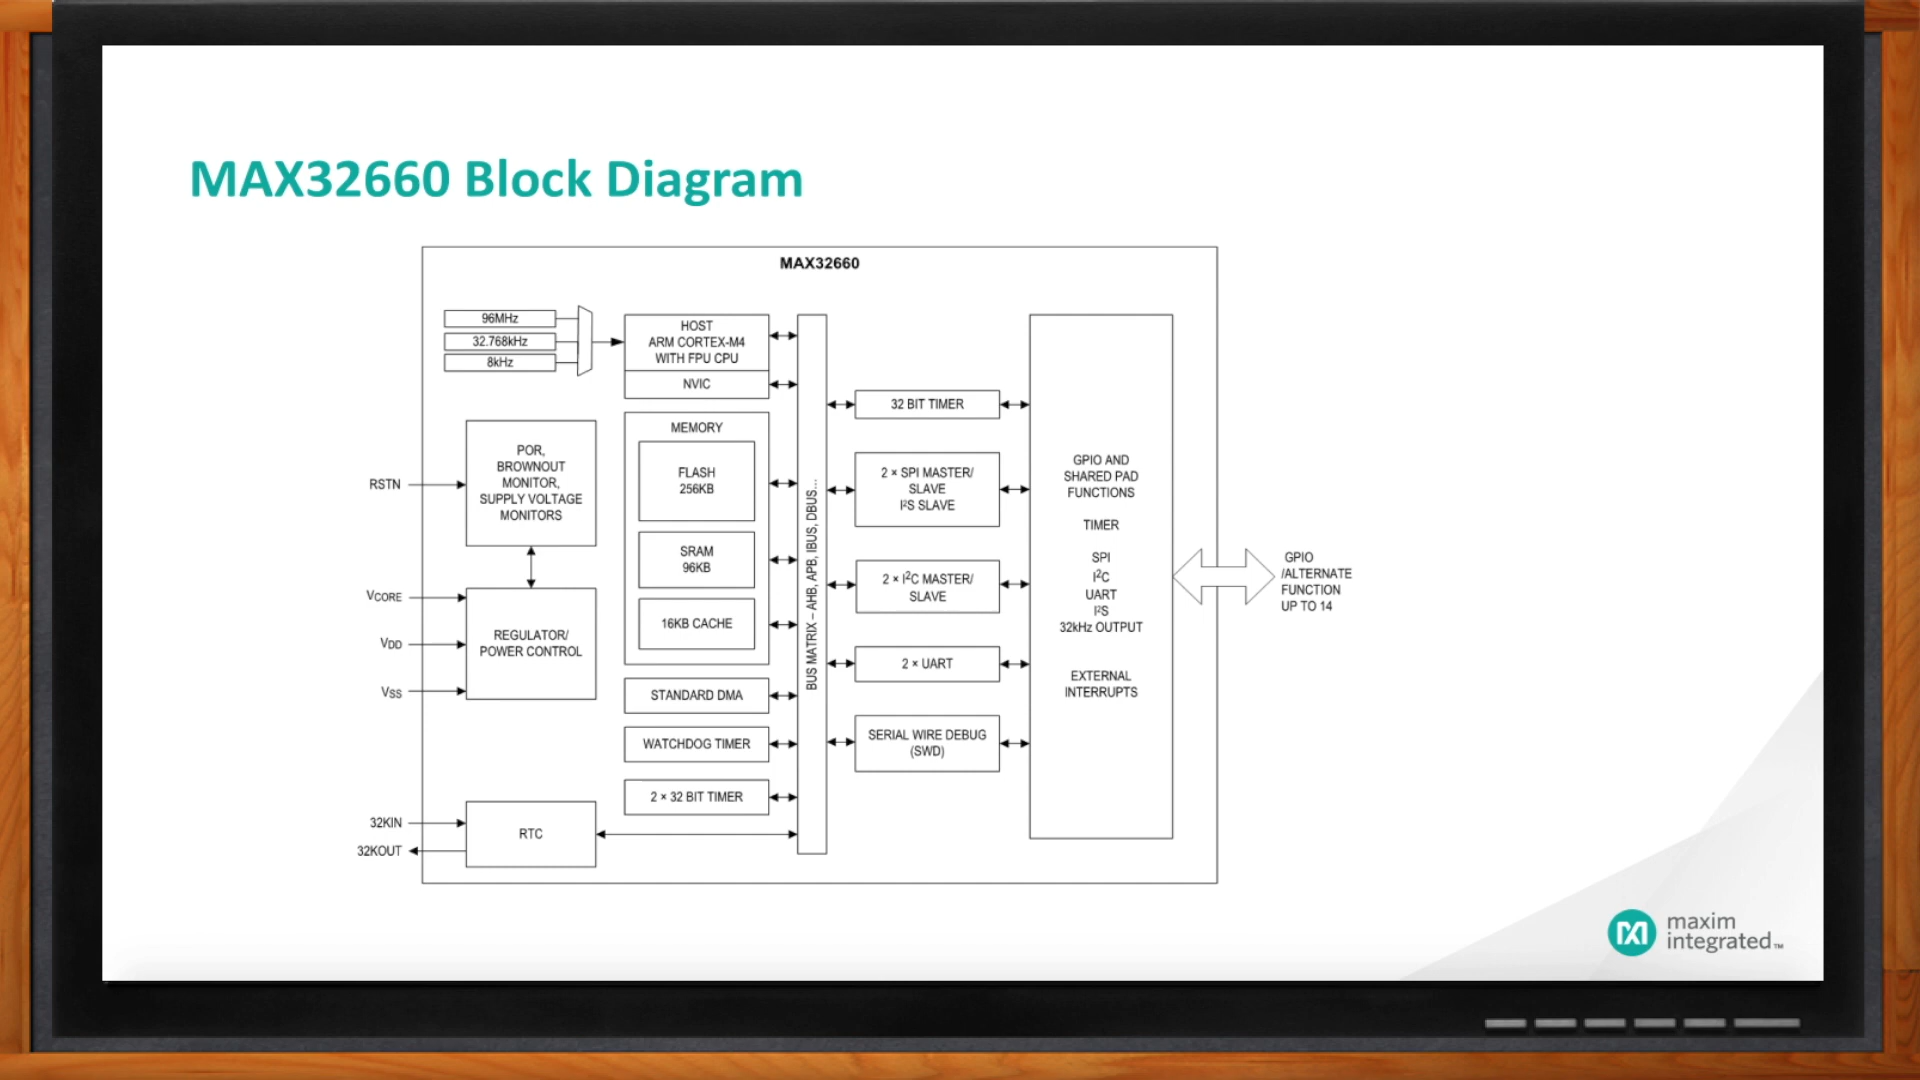 MAX32660 Block Diagram
MAX32660
96MHz
32.768kHz
8kHz
HOST
ARM CORTEX-M4
WITH FPU CPU
NVIC
MEMORY
FLASH
256KB
SRAM
96KB
16KB CACHE
STANDARD DMA
WATCHDOG TIMER
2 × 32 BIT TIMER
RSTN
POR,
BROWNOUT
MONITOR,
SUPPLY VOLTAGE
MONITORS
VCORE
VDD
VSS
REGULATOR/
POWER CONTROL
32KIN
32KOUT
RTC
BUS MATRIX – AHB, APB, IBUS, DBUS...
32 BIT TIMER
2 × SPI MASTER/
SLAVE
I²S SLAVE
2 × I²C MASTER/
SLAVE
2 × UART
SERIAL WIRE DEBUG
(SWD)
GPIO AND
SHARED PAD
FUNCTIONS
TIMER
SPI
I²C
UART
I²S
32kHz OUTPUT
EXTERNAL
INTERRUPTS
GPIO
/ALTERNATE
FUNCTION
UP TO 14
maxim
integrated™